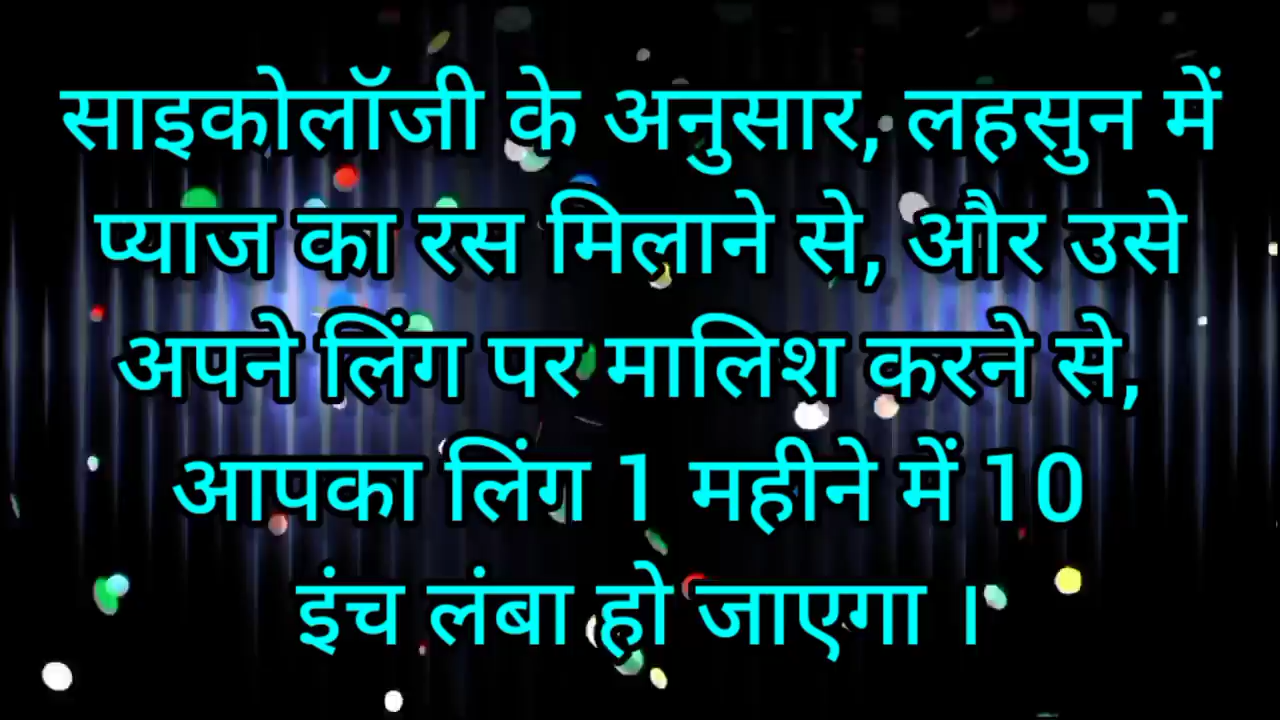 साइकोलॉजी के अनुसार, लहसुन में
प्याज का रस मिलाने से, और उसे
अपने लिंग पर मालिश करने से,
आपका लिंग 1 महीने में 10
इंच लंबा हो जाएगा ।